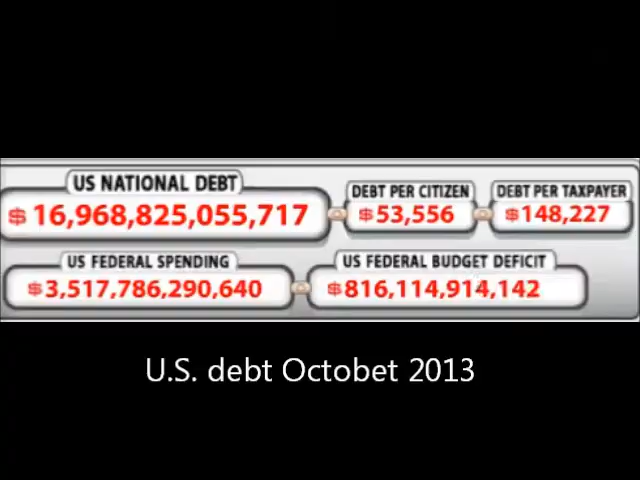 US NATIONAL DEBT
$ 16,968,825,055,717
DEBT PER CITIZEN
$53,556
DEBT PER TAXPAYER
$148,227
US FEDERAL SPENDING
$3,517,786,290,640
US FEDERAL BUDGET DEFICIT
$816,114,914,142
U.S. debt Octobet 2013